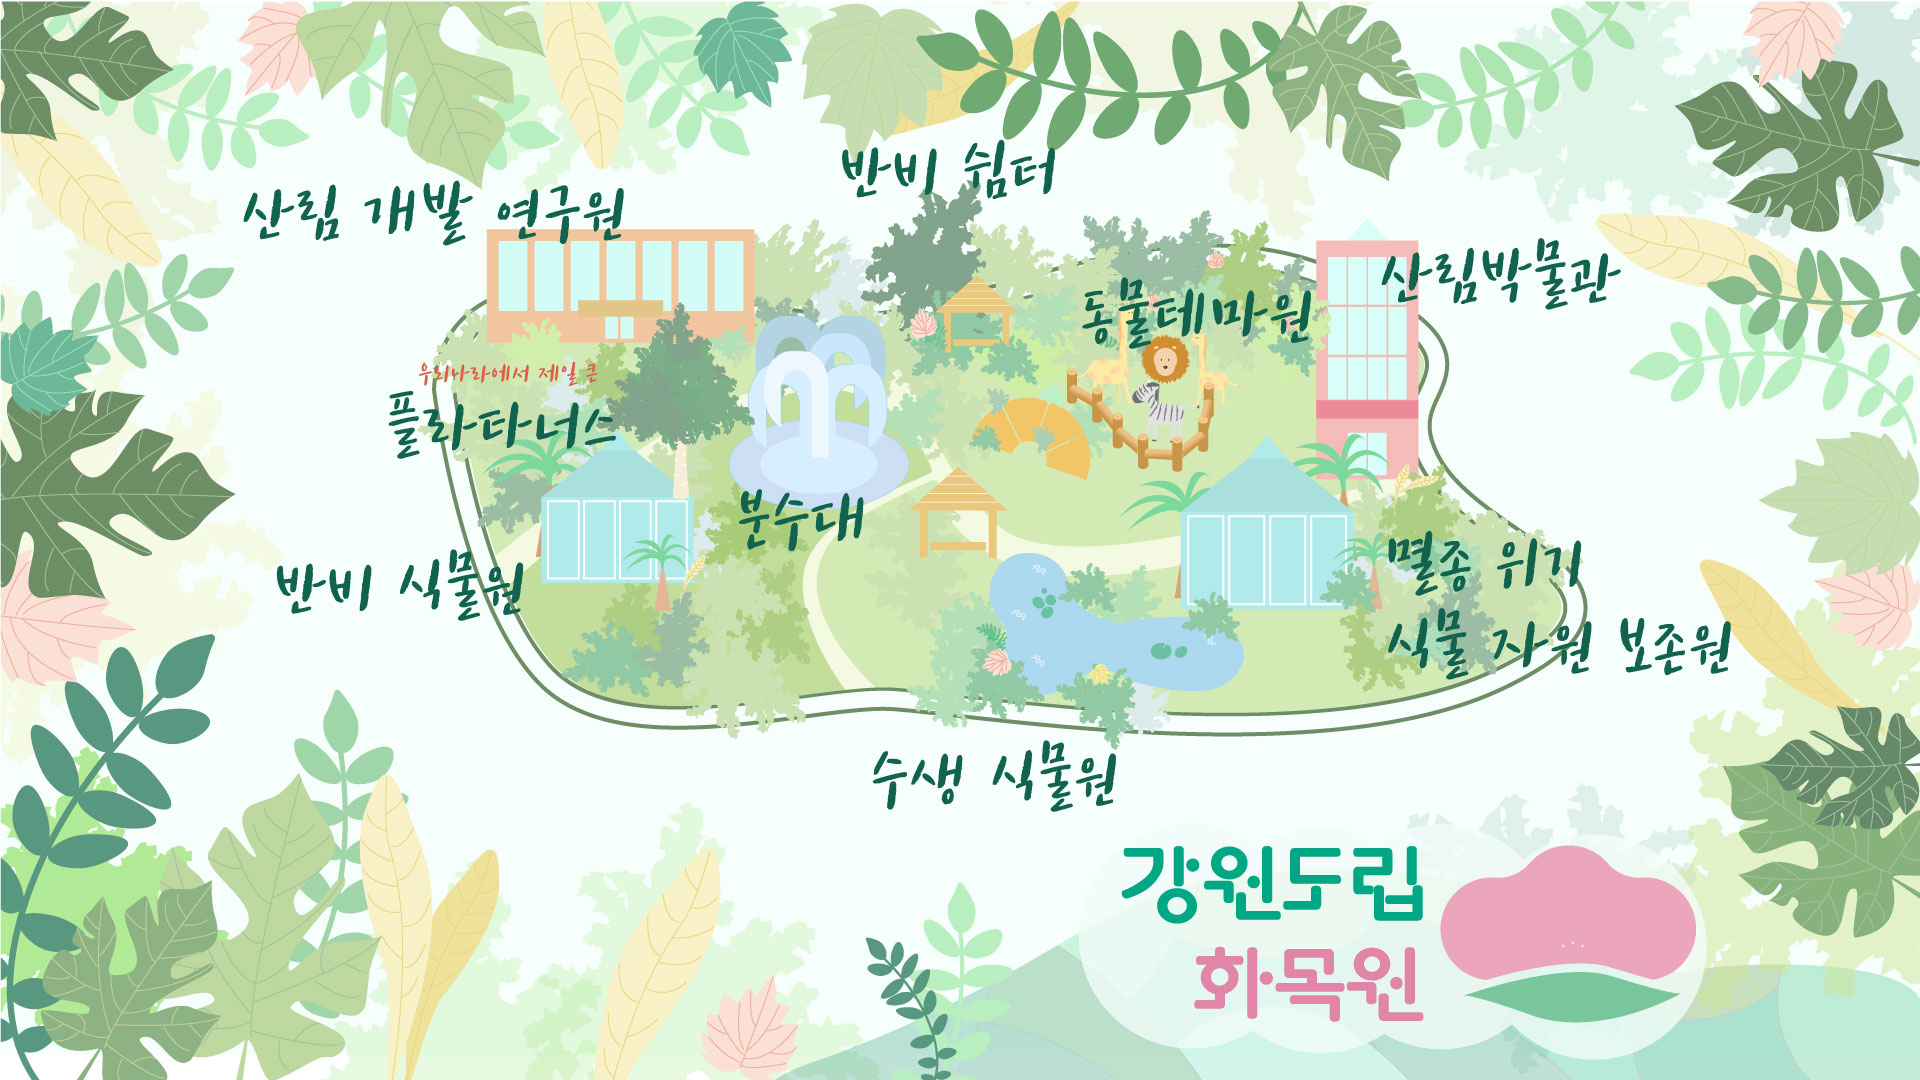 반비 쉼터
산림 개발 연구원
산림박물관
동물테마원
우리나라에서 제일 큰
플라타너스
분수대
반비 식물원
멸종 위기
식물 자원 보존원
수생 식물원
강원도립
화목원